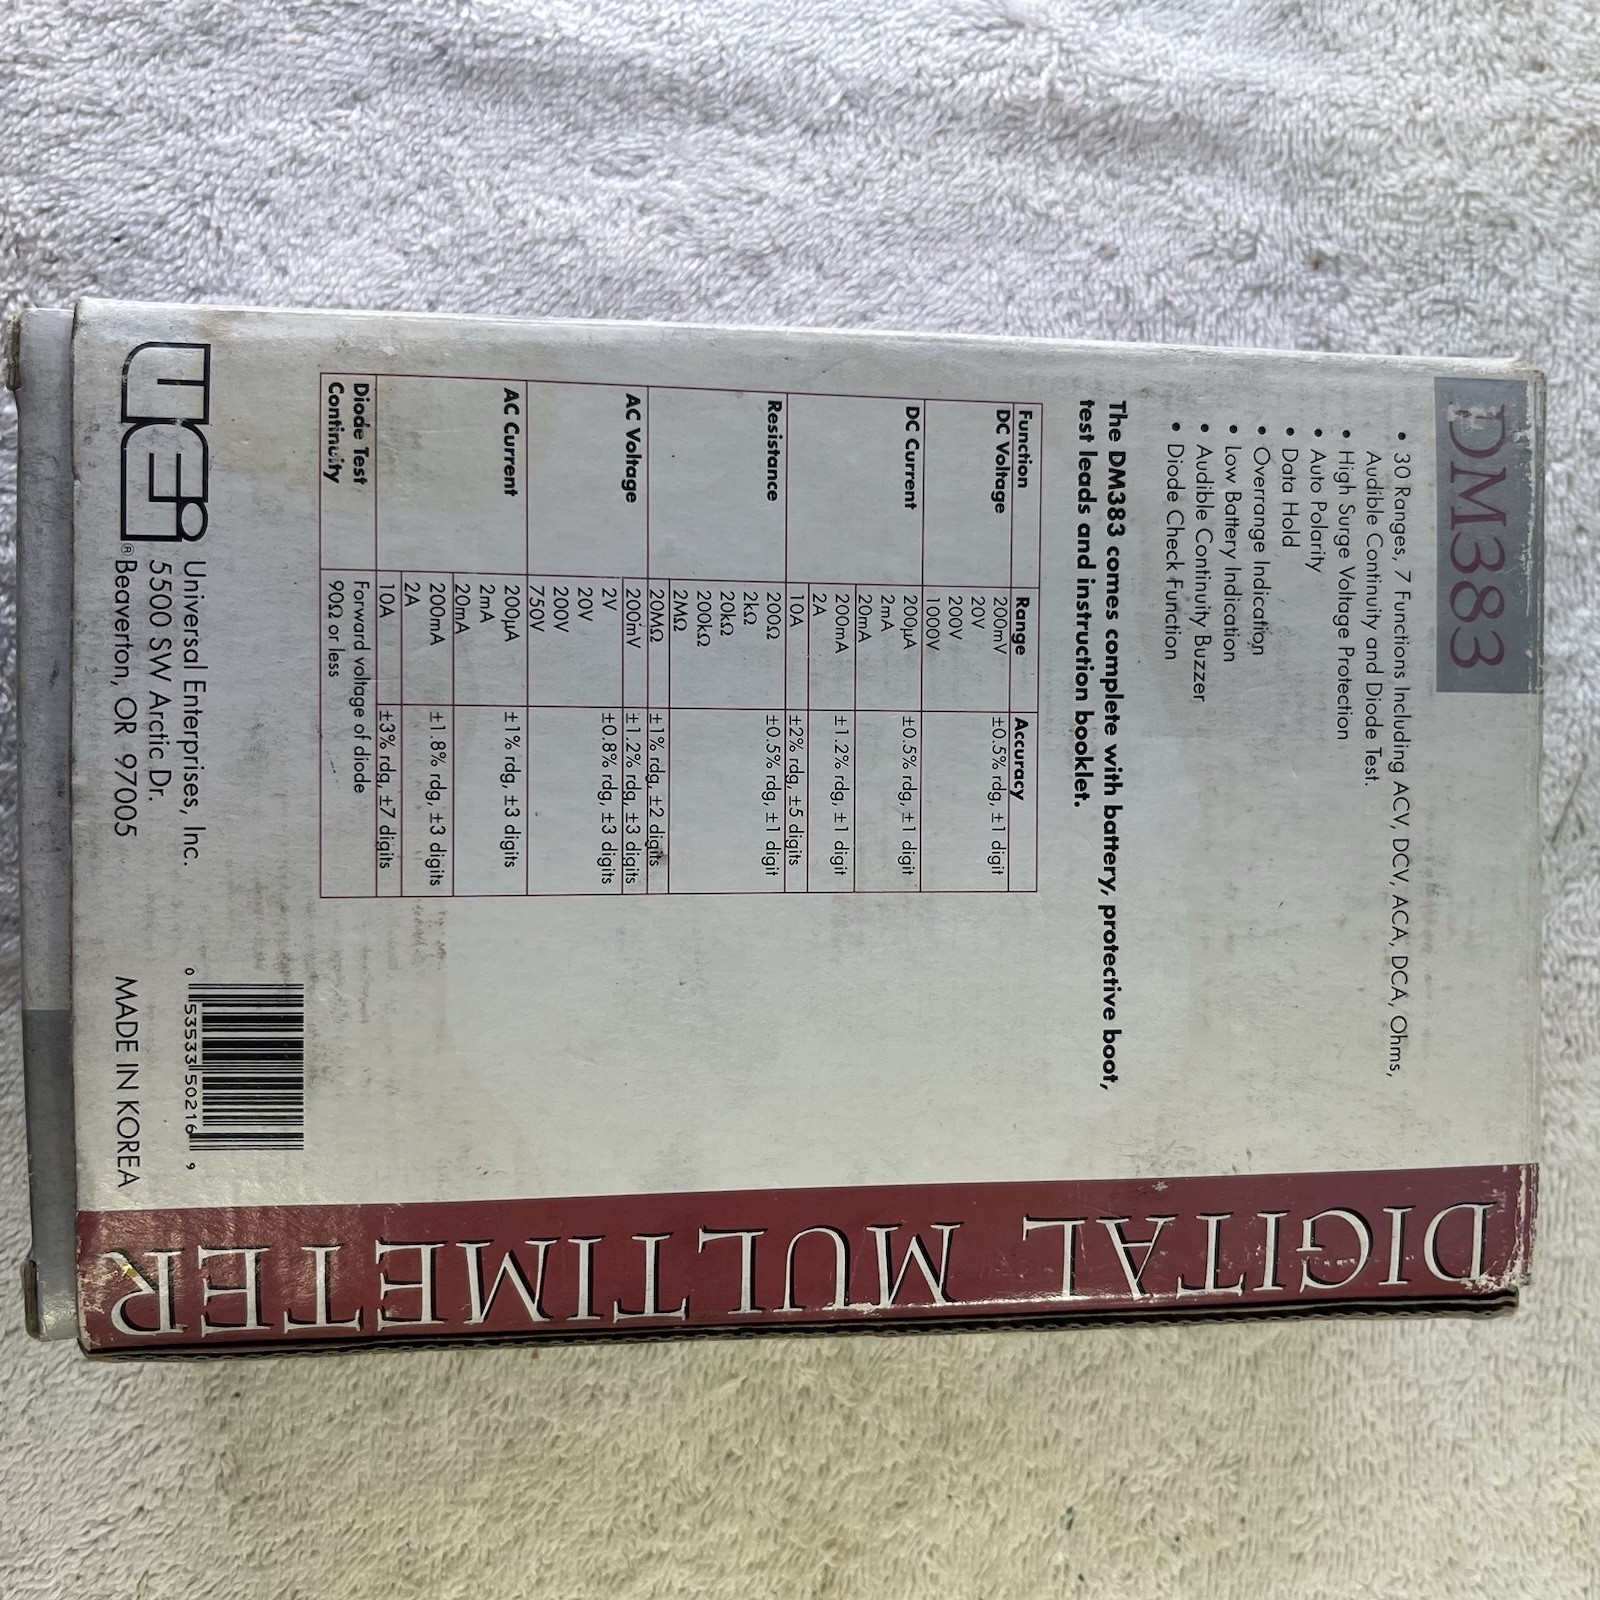 DM383
• 30 Ranges, 7 Functions Including ACV, DCV, ACA, DCA, Ohms,
Audible Continuity and Diode Test.
• High Surge Voltage Protection
• Auto Polarity
• Data Hold
• Overrange Indication
• Low Battery Indication
• Audible Continuity Buzzer
• Diode Check Function
The DM383 comes complete with battery, protective boot,
test leads and instruction booklet.
Function Range Accuracy
DC Voltage 200mV ±0.5% rdg, ±1 digit
20V
200V
1000V
DC Current 200µA ±0.5% rdg, ±1 digit
2mA
20mA
200mA ±1.2% rdg, ±1 digit
2A
10A ±2% rdg, ±5 digits
Resistance 200Ω ±0.5% rdg, ±1 digit
2kΩ
20kΩ
200kΩ
2MΩ
20MΩ ±1% rdg, ±2 digits
AC Voltage 200mV ±1.2% rdg, ±3 digits
2V ±0.8% rdg, ±3 digits
20V
200V
750V
AC Current 200µA ±1% rdg, ±3 digits
2mA
20mA
200mA ±1.8% rdg, ±3 digits
2A
10A ±3% rdg, ±7 digits
Diode Test Forward voltage of diode
Continuity 90Ω or less
UEi®
Universal Enterprises, Inc.
5500 SW Arctic Dr.
Beaverton, OR 97005
0 53533 50216 9
MADE IN KOREA
DIGITAL MULTIMETER